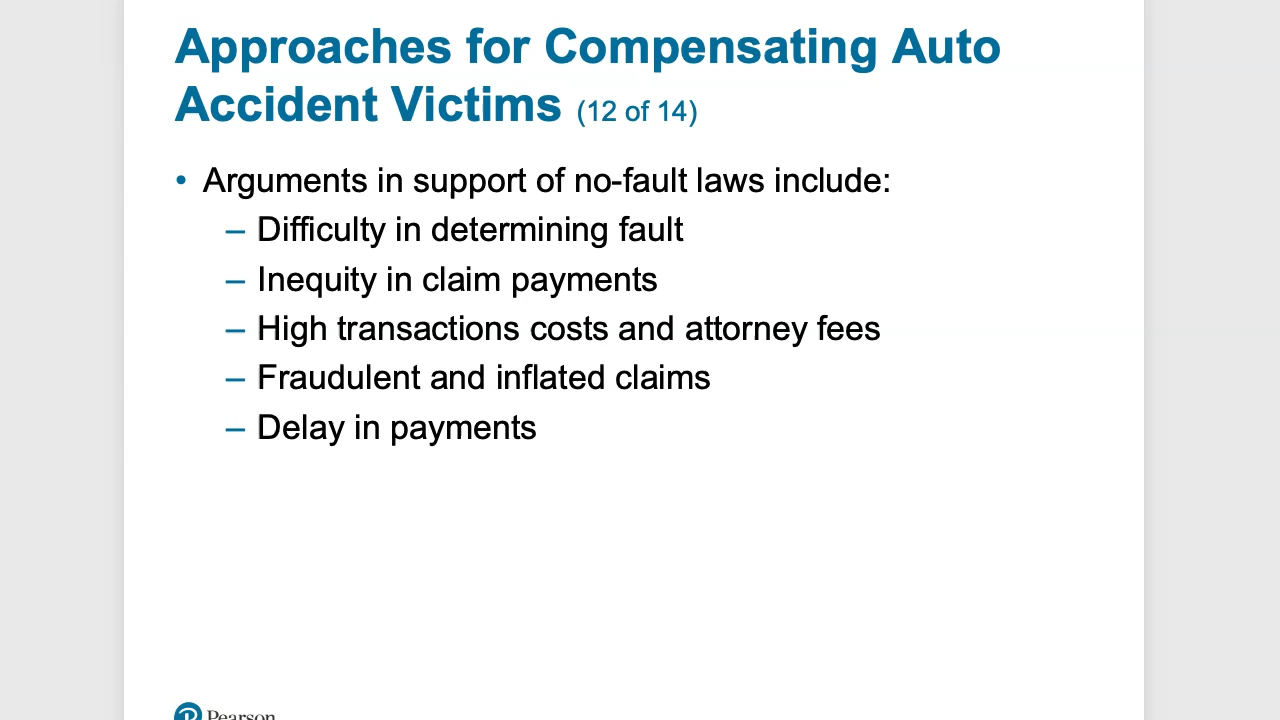 Approaches for Compensating Auto
Accident Victims (12 of 14)
• Arguments in support of no-fault laws include:
– Difficulty in determining fault
– Inequity in claim payments
– High transactions costs and attorney fees
– Fraudulent and inflated claims
– Delay in payments
Pearson